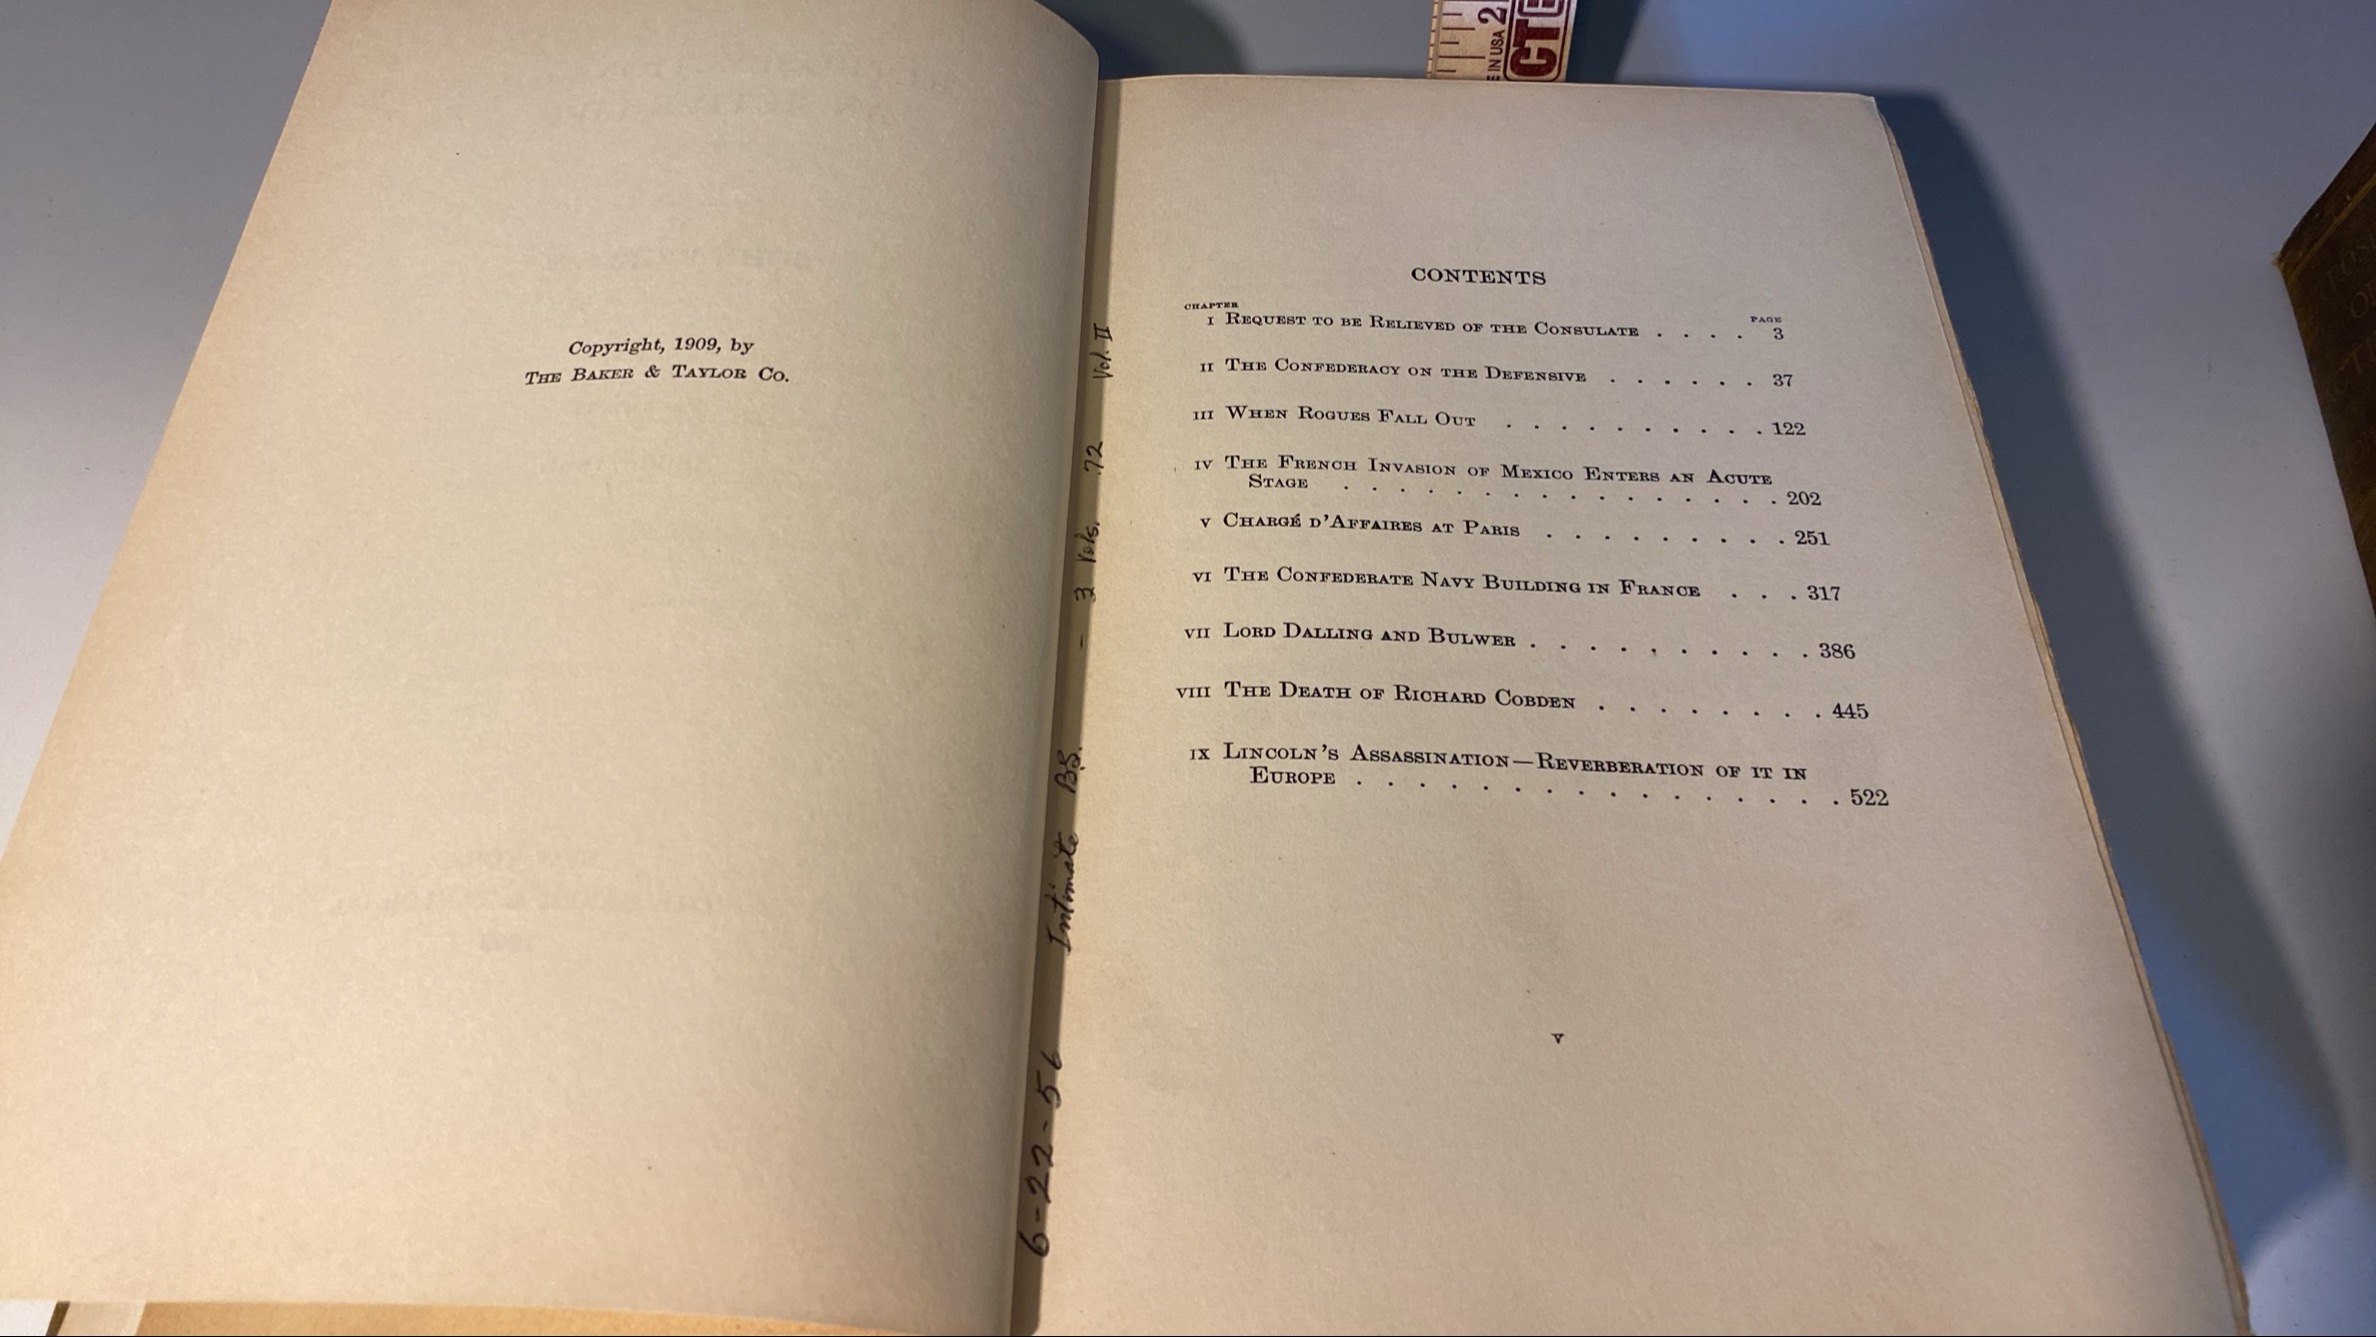 Copyright, 1909, by
THE BAKER & TAYLOR CO.
6-22-56 Intimate B.S. - 3 Vols. 72 Vol. II
E IN USA 2
CONTENTS
CHAPTER
PAGE
I REQUEST TO BE RELIEVED OF THE CONSULATE . . . . 3
II THE CONFEDERACY ON THE DEFENSIVE . . . . . . 37
III WHEN ROGUES FALL OUT . . . . . . . . . . 122
IV THE FRENCH INVASION OF MEXICO ENTERS AN ACUTE
STAGE . . . . . . . . . . . . . . . . 202
V CHARGÉ D'AFFAIRES AT PARIS . . . . . . . . . 251
VI THE CONFEDERATE NAVY BUILDING IN FRANCE . . . 317
VII LORD DALLING AND BULWER . . . . . . . . . . 386
VIII THE DEATH OF RICHARD COBDEN . . . . . . . . 445
IX LINCOLN'S ASSASSINATION—REVERBERATION OF IT IN
EUROPE . . . . . . . . . . . . . . . . 522
V